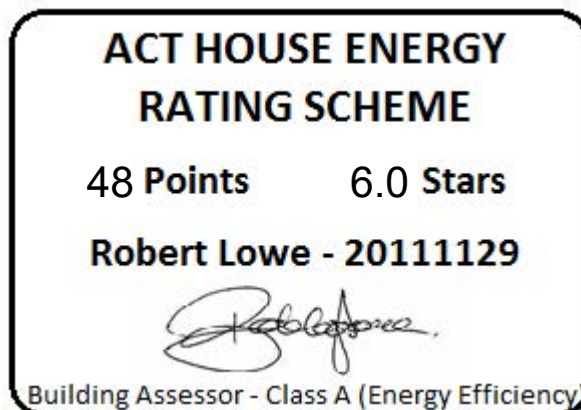 ACT HOUSE ENERGY
RATING SCHEME
48 Points 6.0 Stars
Robert Lowe - 20111129
Building Assessor - Class A (Energy Efficiency)